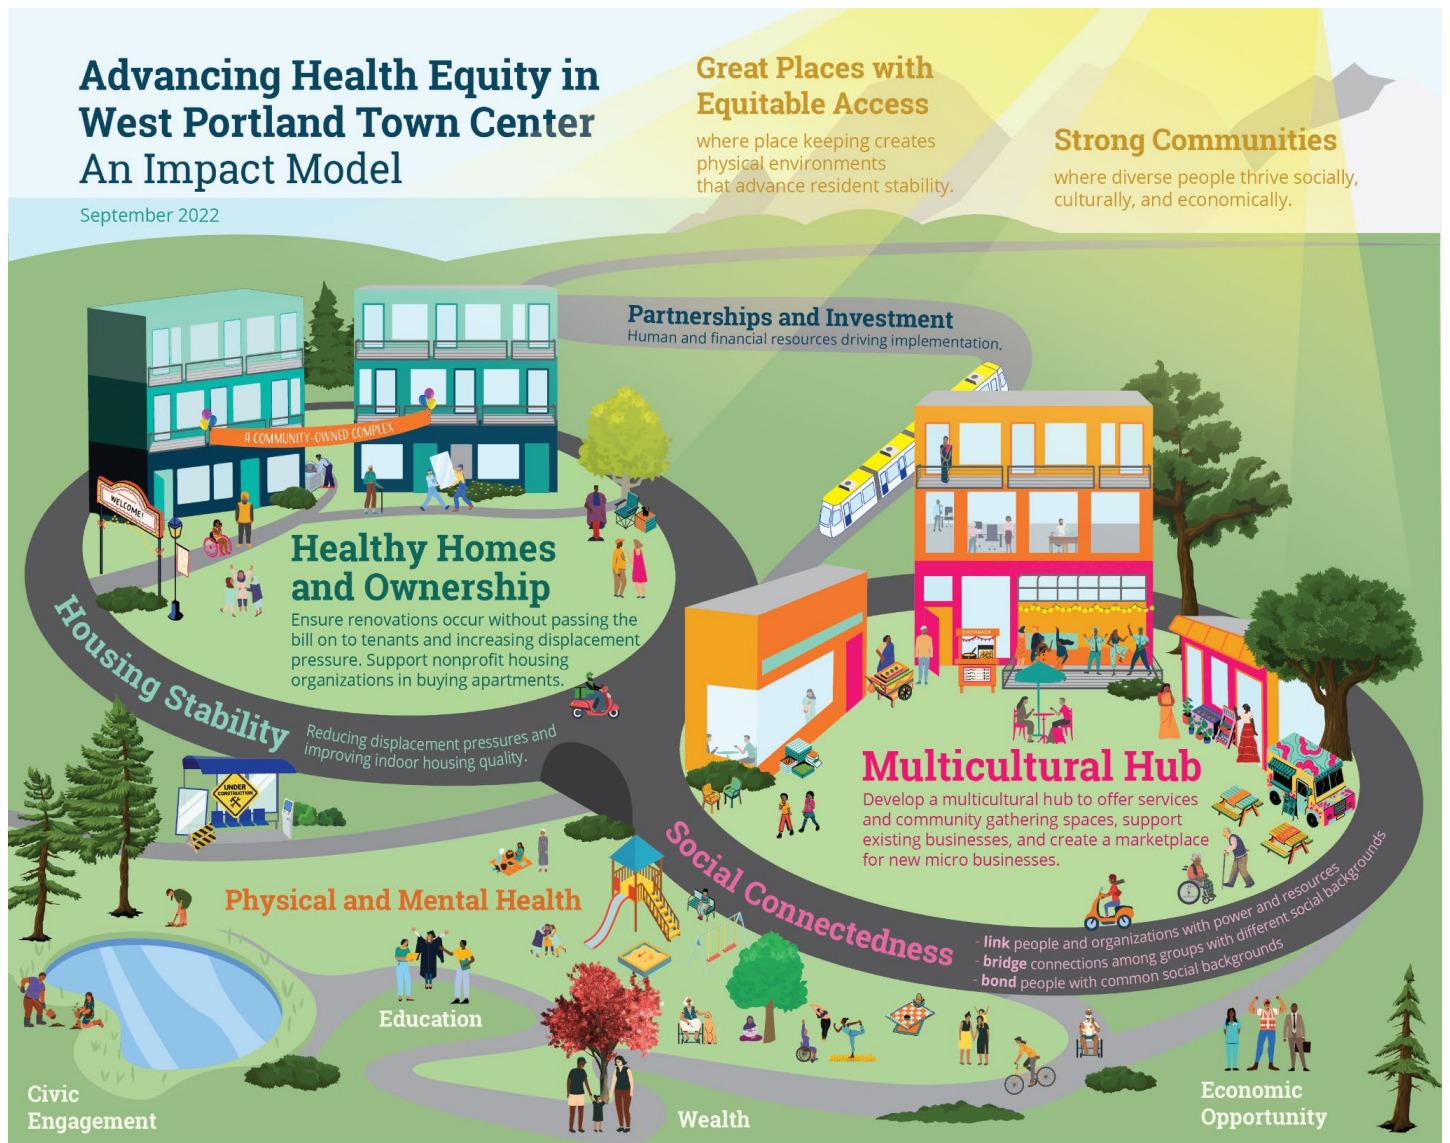 Advancing Health Equity in
West Portland Town Center
An Impact Model
September 2022
Great Places with
Equitable Access
where place keeping creates
physical environments
that advance resident stability.
Strong Communities
where diverse people thrive socially,
culturally, and economically.
Partnerships and Investment
Human and financial resources driving implementation.
A COMMUNITY-OWNED COMPLEX
WELCOME!
Healthy Homes
and Ownership
Ensure renovations occur without passing the
bill on to tenants and increasing displacement
pressure. Support nonprofit housing
organizations in buying apartments.
Housing Stability
Reducing displacement pressures and
improving indoor housing quality.
UNDER
CONSTRUCTION
EMPANADAS
Multicultural Hub
Develop a multicultural hub to offer services
and community gathering spaces, support
existing businesses, and create a marketplace
for new micro businesses.
Social Connectedness
- link people and organizations with power and resources
- bridge connections among groups with different social backgrounds
- bond people with common social backgrounds
Physical and Mental Health
Education
Civic
Engagement
Wealth
Economic
Opportunity